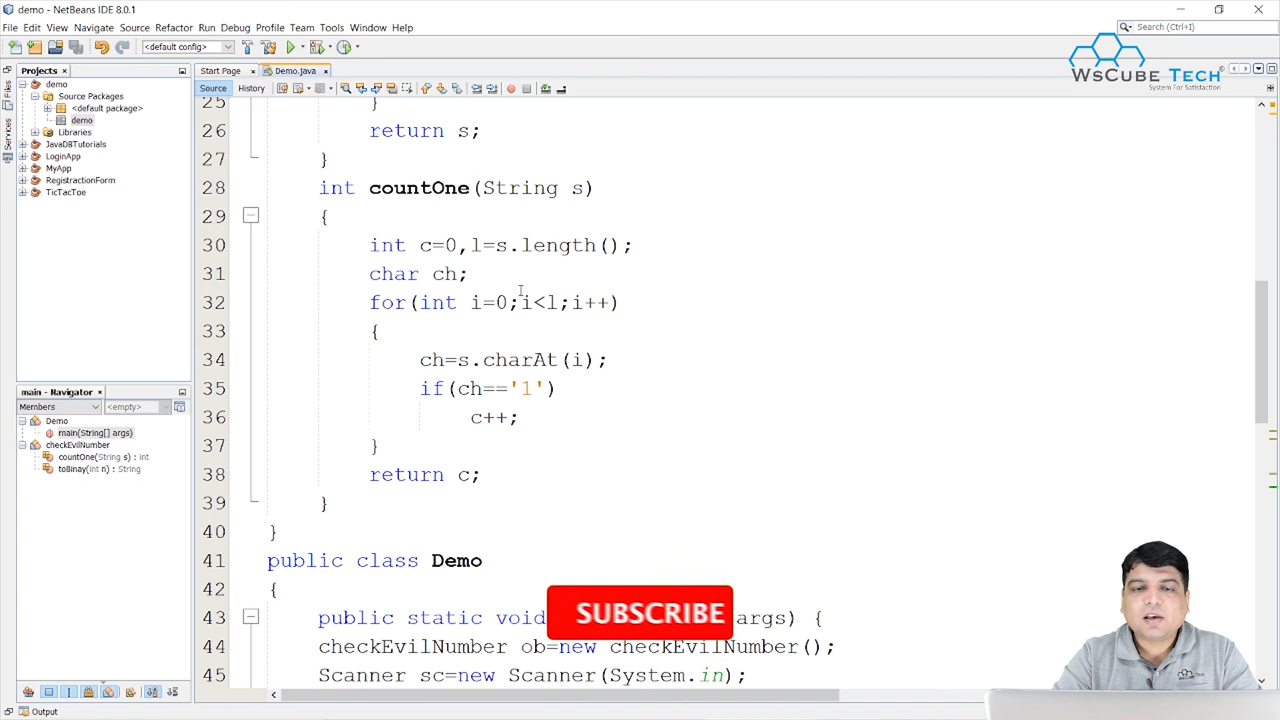 demo - NetBeans IDE 8.0.1
File Edit View Navigate Source Refactor Run Debug Profile Team Tools Window Help
Search (Ctrl+I)
<default config>
WsCube Tech
System For Satisfaction
Projects
Start Page
Demo.java
Source History
Files
Services
demo
Source Packages
<default package>
demo
Libraries
JavaDBTutorials
LoginApp
MyApp
RegistractionForm
TicTacToe
main - Navigator
Members
<empty>
Demo
main(String[] args)
checkEvilNumber
countOne(String s) : int
toBinay(int n) : String
25 }
26 return s;
27 }
28 int countOne(String s)
29 {
30 int c=0,l=s.length();
31 char ch;
32 for(int i=0;i<l;i++)
33 {
34 ch=s.charAt(i);
35 if(ch=='1')
36 c++;
37 }
38 return c;
39 }
40 }
41 public class Demo
42 {
43 public static void args) {
44 checkEvilNumber ob=new checkEvilNumber();
45 Scanner sc=new Scanner(System.in);
SUBSCRIBE
Output